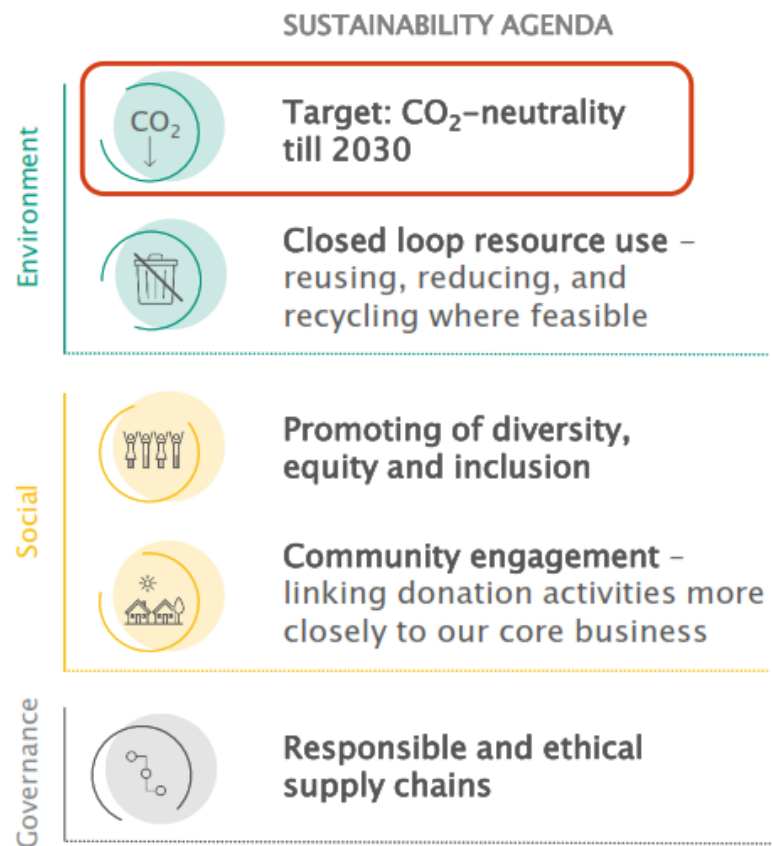 SUSTAINABILITY AGENDA
Environment
CO₂
Target: CO₂-neutrality
till 2030
Closed loop resource use –
reusing, reducing, and
recycling where feasible
Social
Promoting of diversity,
equity and inclusion
Community engagement –
linking donation activities more
closely to our core business
Governance
Responsible and ethical
supply chains